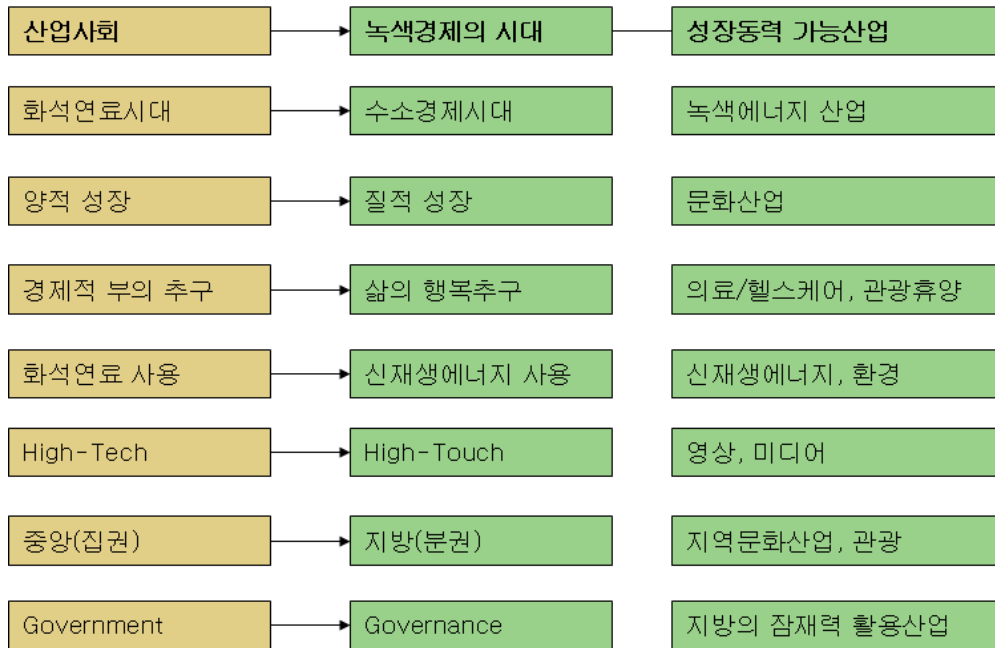 산업사회 녹색경제의 시대 성장동력 가능산업
화석연료시대 수소경제시대 녹색에너지 산업
양적 성장 질적 성장 문화산업
경제적 부의 추구 삶의 행복추구 의료/헬스케어, 관광휴양
화석연료 사용 신재생에너지 사용 신재생에너지, 환경
High-Tech High-Touch 영상, 미디어
중앙(집권) 지방(분권) 지역문화산업, 관광
Government Governance 지방의 잠재력 활용산업